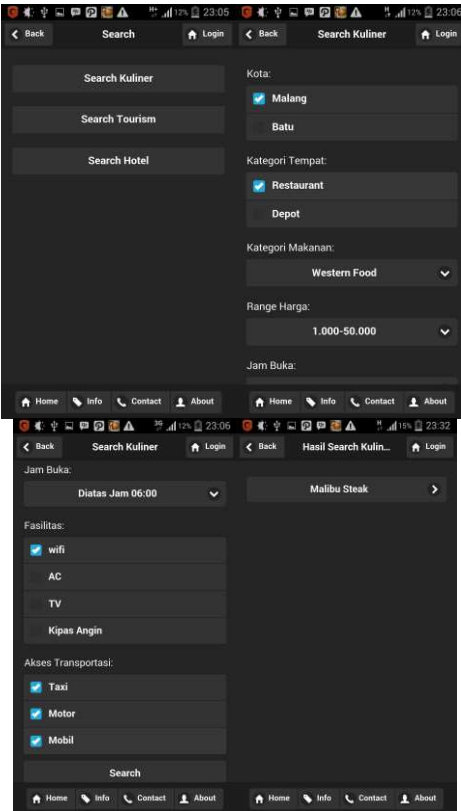 12% 23:05
Back Search Login
Search Kuliner
Search Tourism
Search Hotel
Home Info Contact About
12% 23:06
Back Search Kuliner Login
Kota:
Malang
Batu
Kategori Tempat:
Restaurant
Depot
Kategori Makanan:
Western Food
Range Harga:
1.000-50.000
Jam Buka:
Home Info Contact About
12% 23:06
Back Search Kuliner Login
Jam Buka:
Diatas Jam 06:00
Fasilitas:
wifi
AC
TV
Kipas Angin
Akses Transportasi:
Taxi
Motor
Mobil
Search
Home Info Contact About
15% 23:32
Back Hasil Search Kulin... Login
Malibu Steak
Home Info Contact About